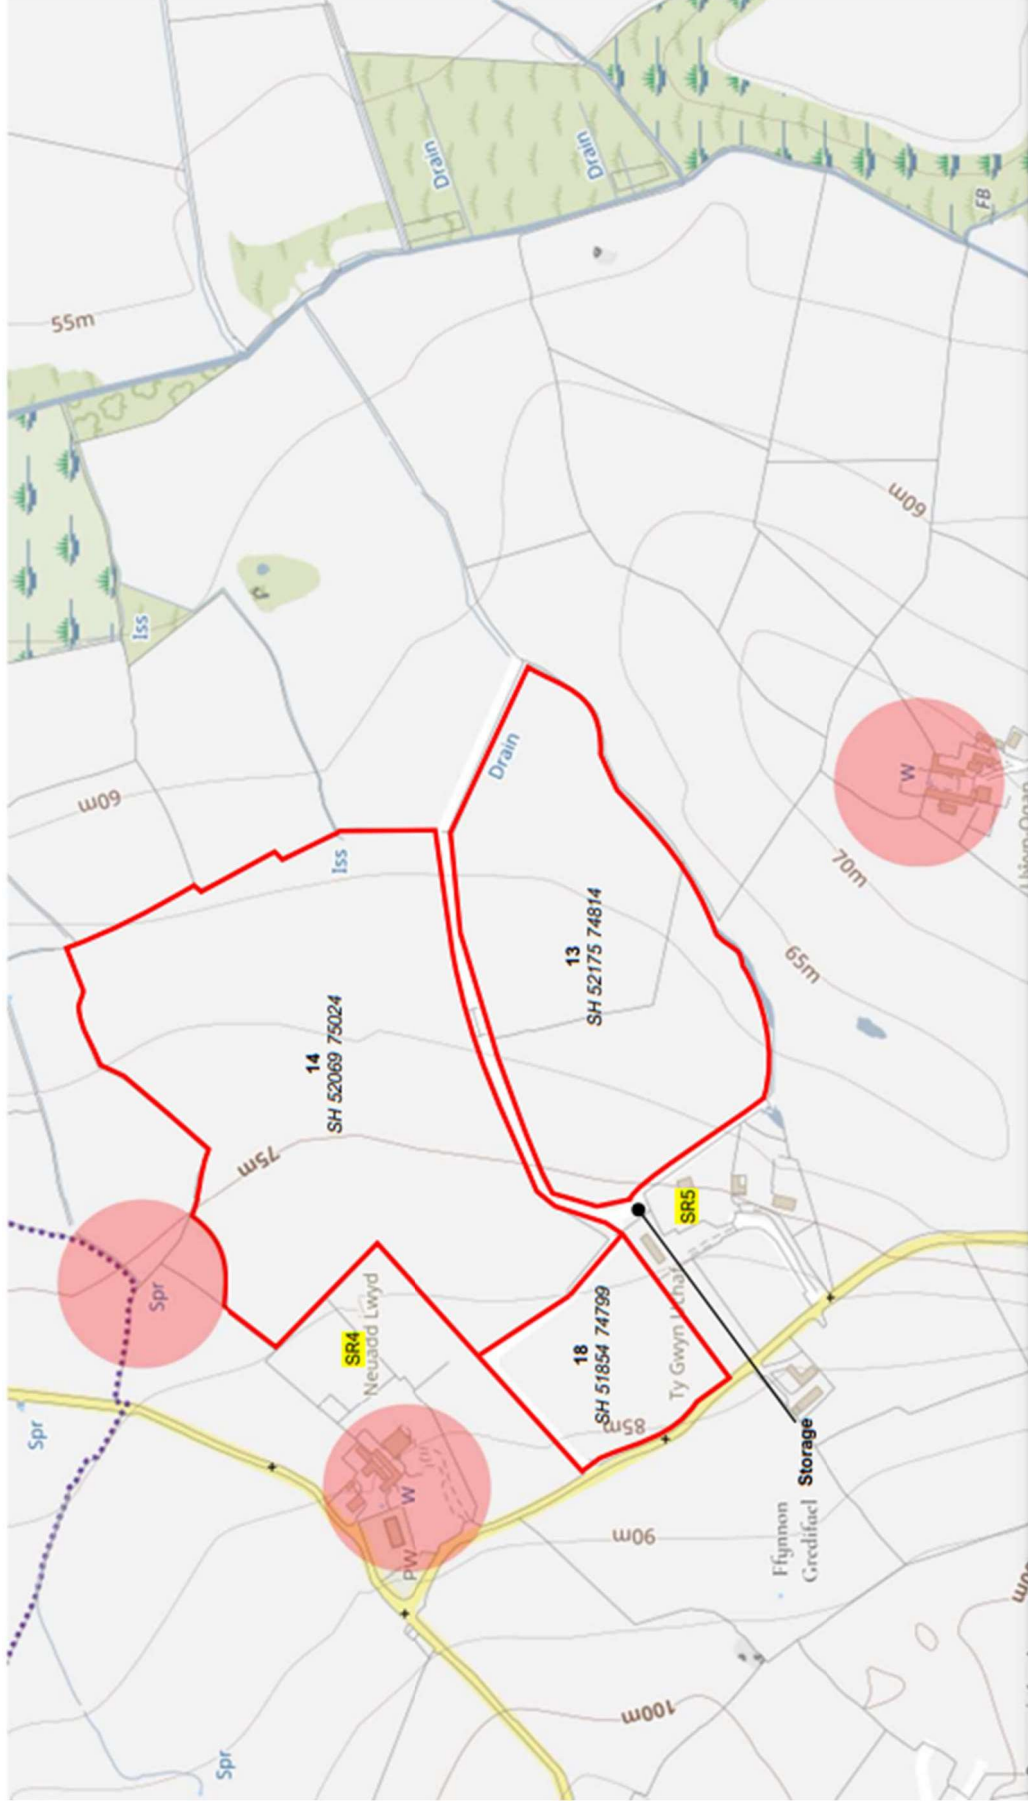 Spr
55m
60m
Iss
Spr
Spr
75m
14
SH 52069 75024
Iss
SR4
Neuadd Lwyd
PW
W
Drain
Drain
13
SH 52175 74814
Drain
18
SH 51854 74799
85m
90m
100m
Ty Gwyn Uchaf
SR5
Ffynnon
Gredifael
Storage
65m
70m
60m
W
FB